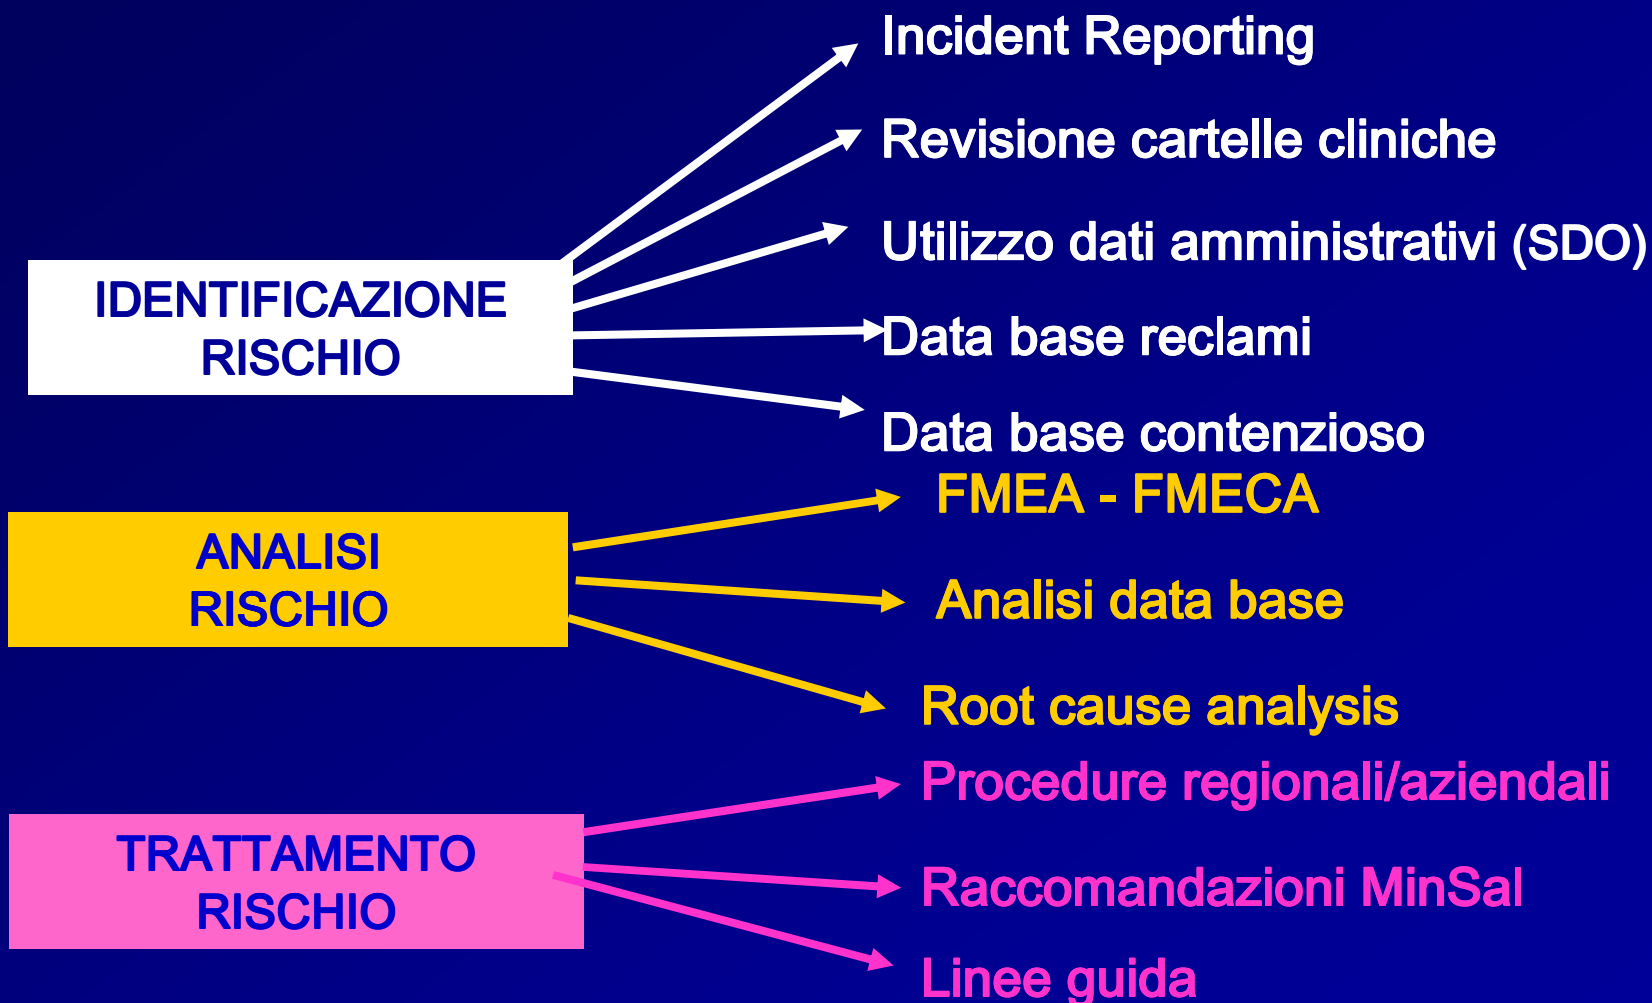 Incident Reporting
Revisione cartelle cliniche
Utilizzo dati amministrativi (SDO)
IDENTIFICAZIONE
RISCHIO
Data base reclami
Data base contenzioso
FMEA - FMECA
ANALISI
RISCHIO
Analisi data base
Root cause analysis
Procedure regionali/aziendali
TRATTAMENTO
RISCHIO
Raccomandazioni MinSal
Linee guida